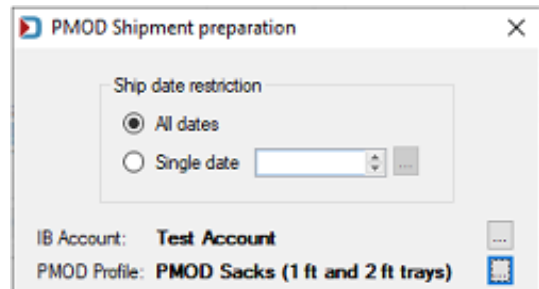 PMOD Shipment preparation
Ship date restriction
All dates
Single date ...
IB Account: Test Account ...
PMOD Profile: PMOD Sacks (1 ft and 2 ft trays) ...